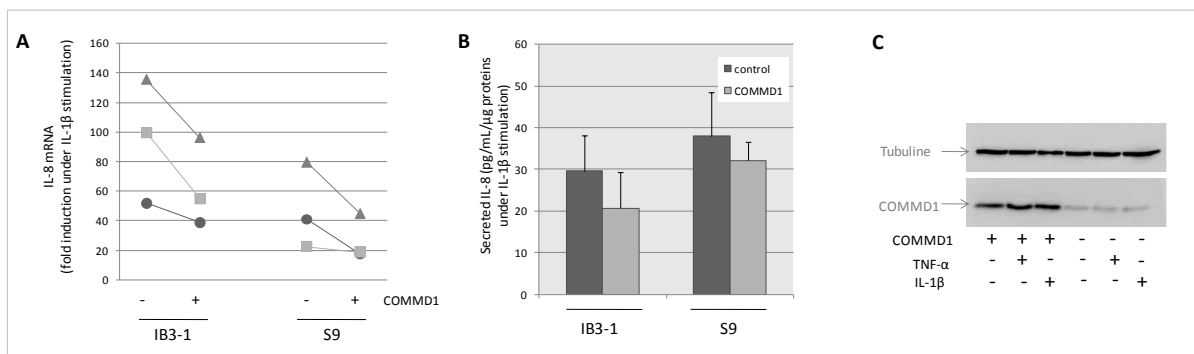 A
IL-8 mRNA
(fold induction under IL-1β stimulation)
160
140
120
100
80
60
40
20
0
- + - + COMMD1
IB3-1 S9
B
Secreted IL-8 (pg/mL/μg proteins
under IL-1β stimulation)
60
50
40
30
20
10
0
control
COMMD1
IB3-1 S9
C
Tubuline
COMMD1
COMMD1 + + + - - -
TNF-α - + - - + -
IL-1β - - + - - +